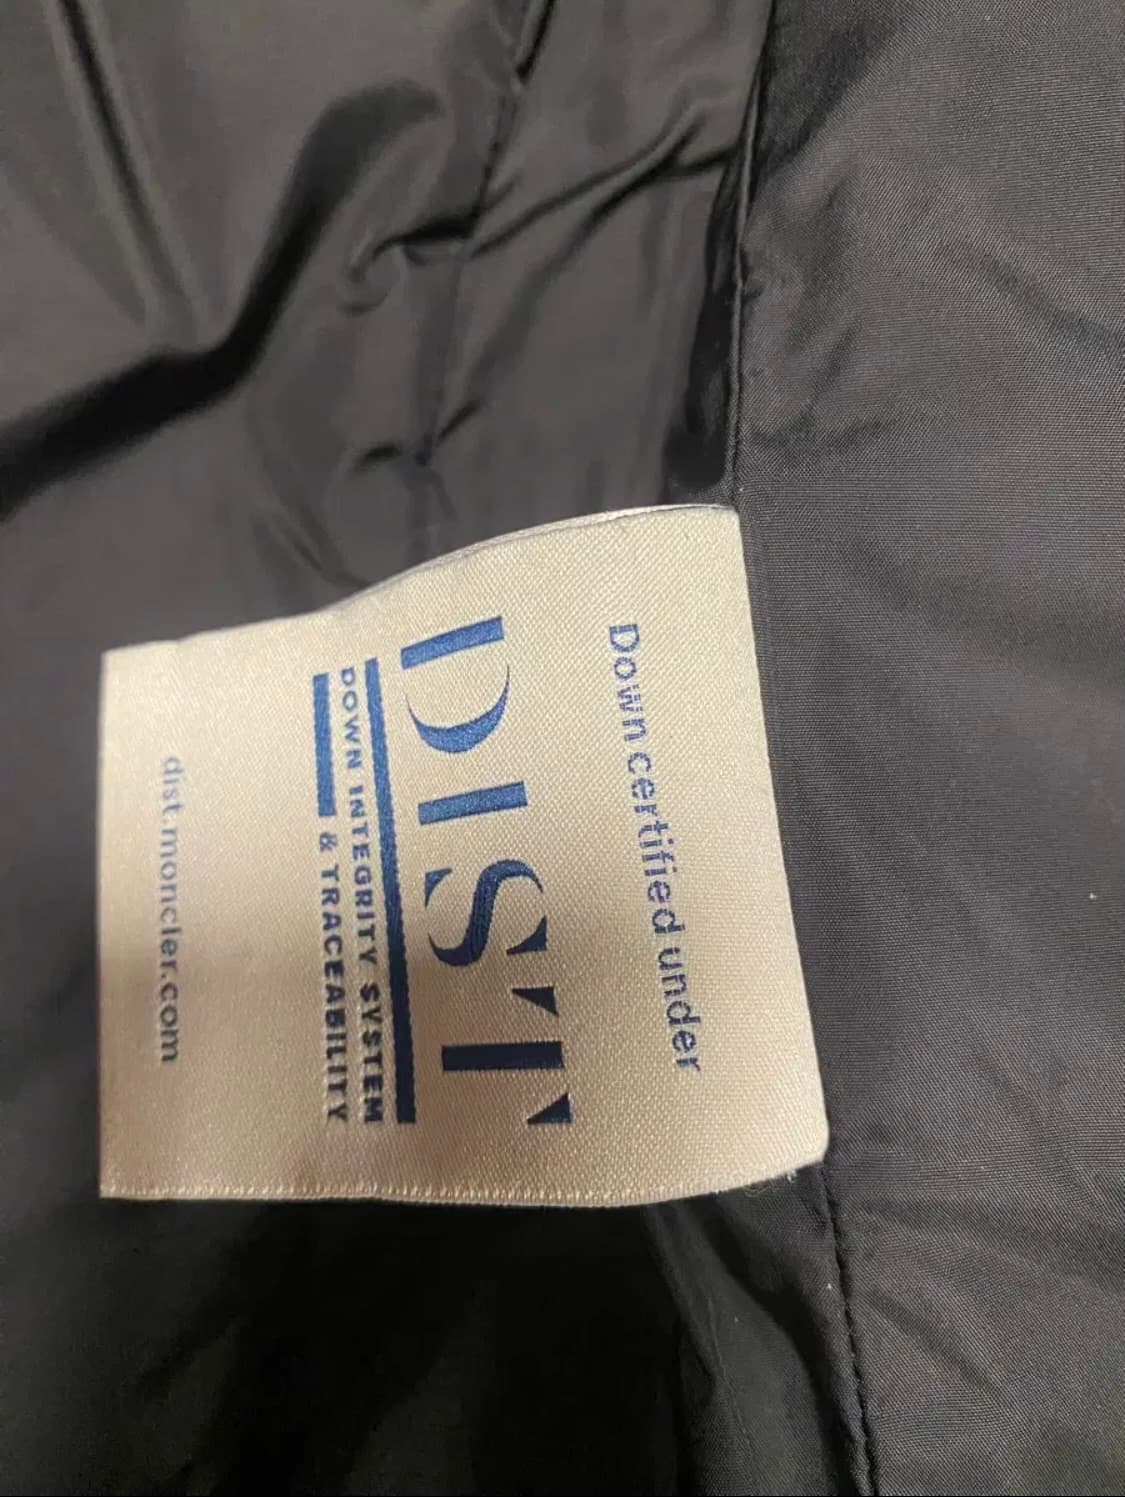 Down certified under
DIST
DOWN INTEGRITY SYSTEM
& TRACEABILITY
dist.moncler.com